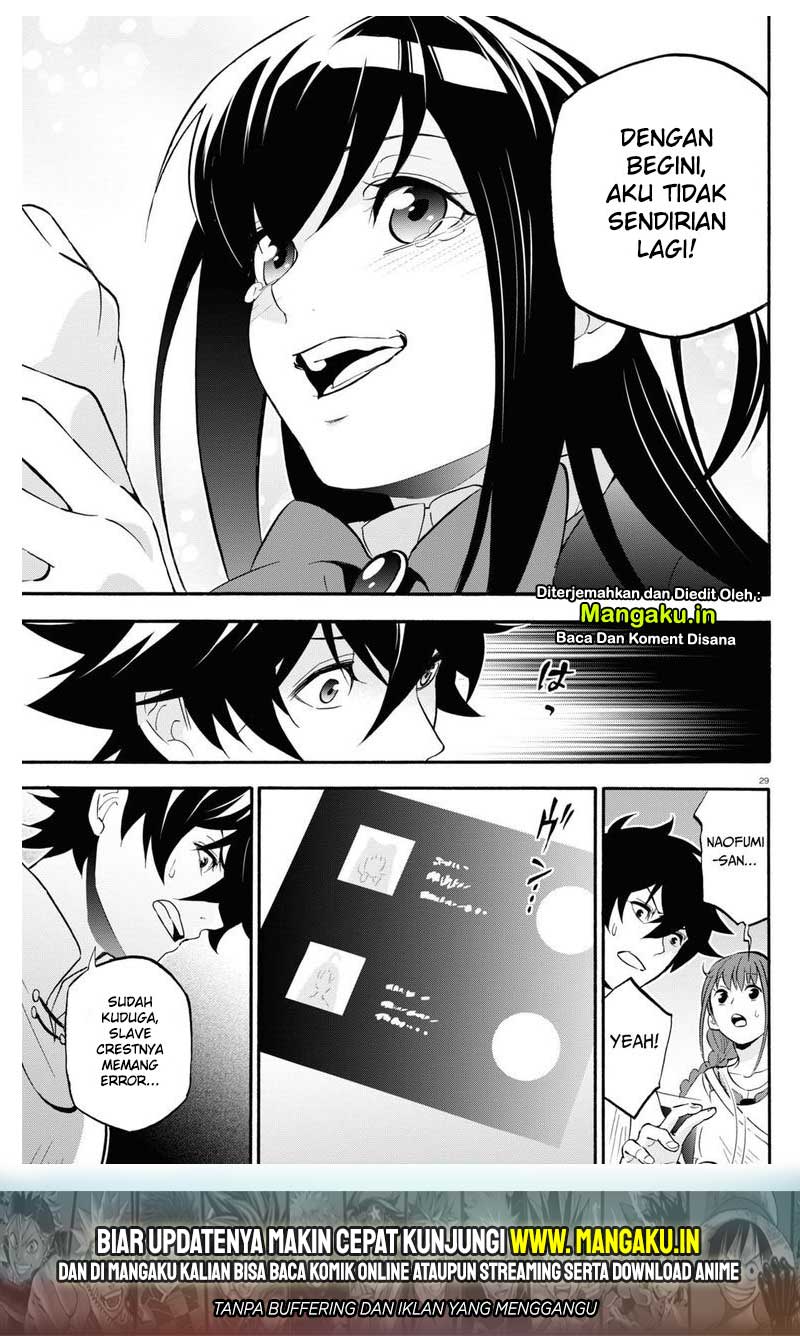 DENGAN
BEGINI,
AKU TIDAK
SENDIRIAN
LAGI!
Diterjemahkan dan Diedit Oleh :
Mangaku.in
Baca Dan Koment Disana
は、
29
NAOFUMI
-SAN...
YEAH!
ヴン…
SUDAH
KUDUGA,
SLAVE
CRESTNYA
MEMANG
ERROR...
BIAR UPDATENYA MAKIN CEPAT KUNJUNGI WWW. MANGAKU.IN
DAN DI MANGAKU KALIAN BISA BACA KOMIK ONLINE ATAUPUN STREAMING SERTA DOWNLOAD ANIME
TANPA BUFFERING DAN IKLAN YANG MENGGANGU